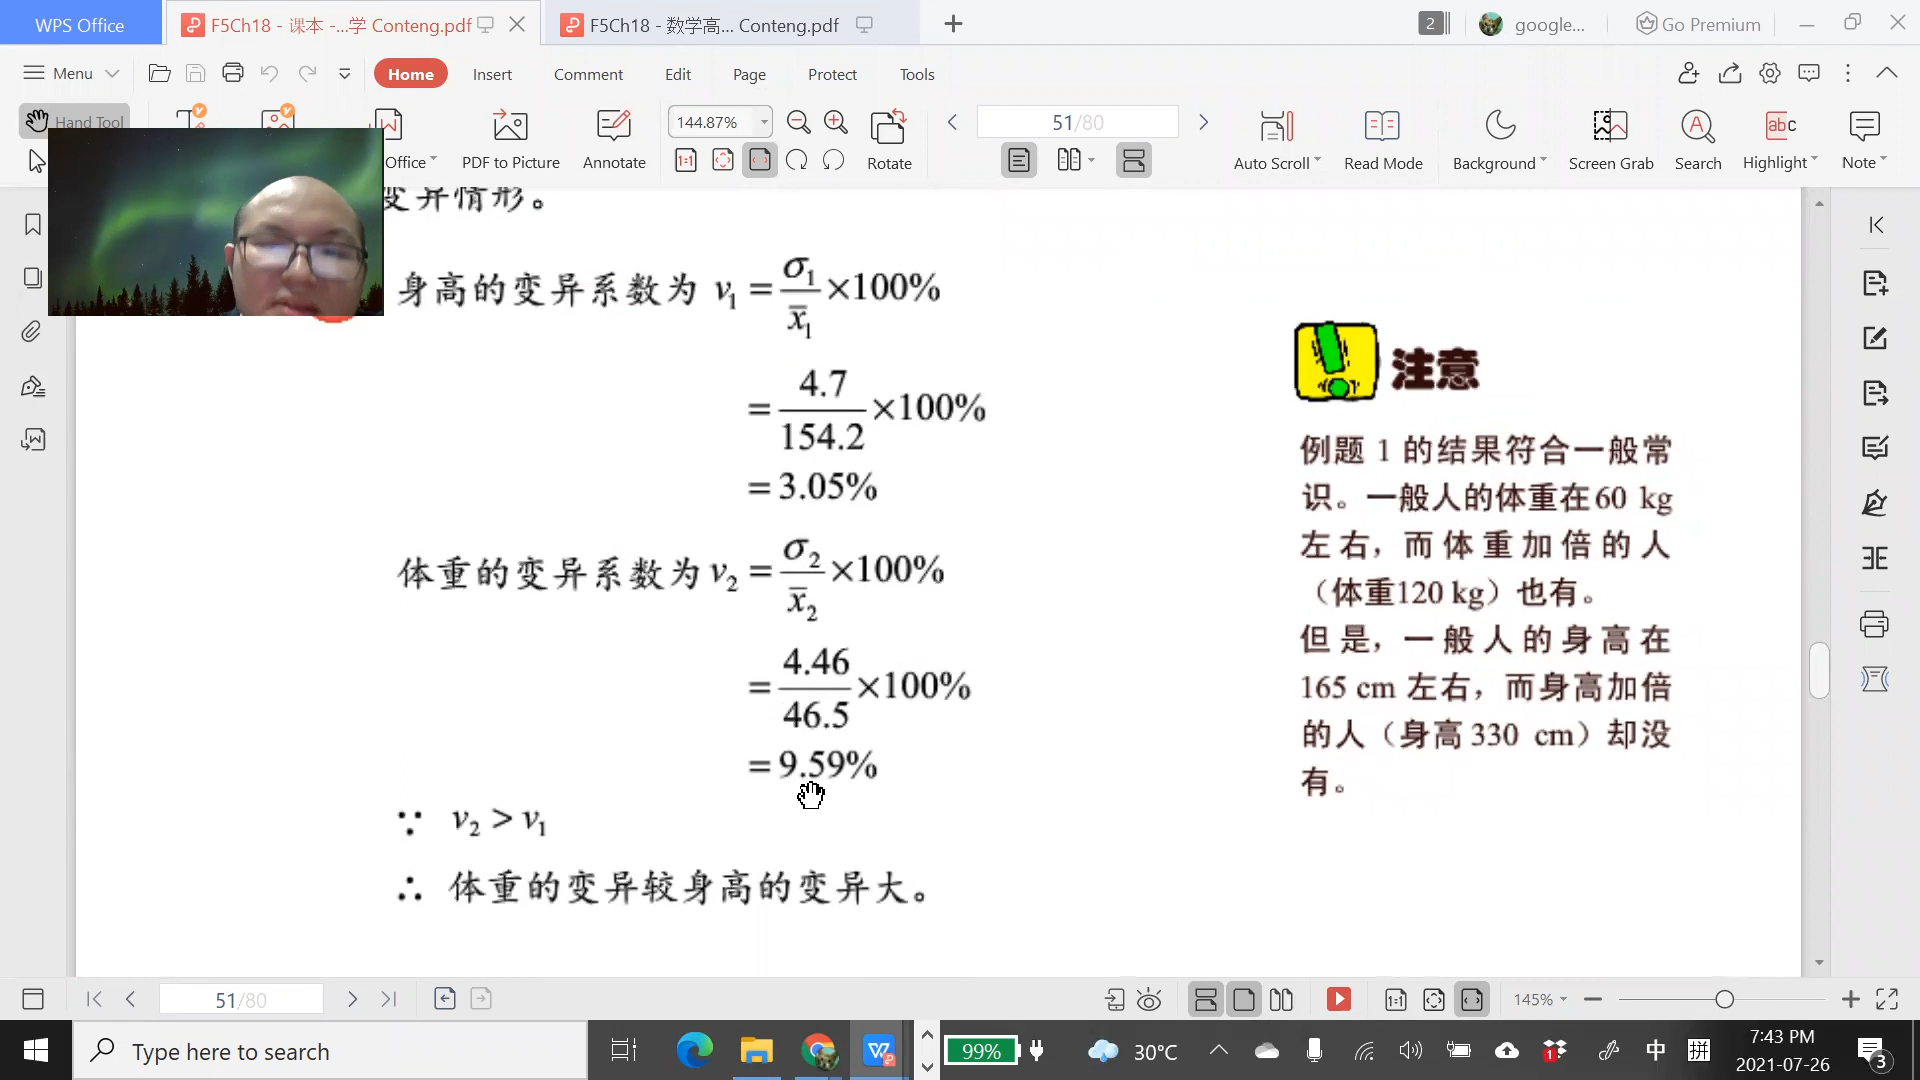 WPS Office
F5Ch18 - 课本 -...学 Conteng.pdf
F5Ch18 - 数学高... Conteng.pdf
2
google...
Go Premium
Menu
Home
Insert
Comment
Edit
Page
Protect
Tools
Hand Tool
Office
PDF to Picture
Annotate
144.87%
Rotate
51/80
Auto Scroll
Read Mode
Background
Screen Grab
Search
Highlight
Note
变异情形。
身高的变异系数为 v₁ = σ₁/x̄₁ ×100%
= 4.7/154.2 ×100%
= 3.05%
体重的变异系数为 v₂ = σ₂/x̄₂ ×100%
= 4.46/46.5 ×100%
= 9.59%
∵ v₂ > v₁
∴ 体重的变异较身高的变异大。
注意
例题 1 的结果符合一般常
识。一般人的体重在60 kg
左右，而体重加倍的人
（体重120 kg）也有。
但是，一般人的身高在
165 cm 左右，而身高加倍
的人（身高 330 cm）却没
有。
51/80
145%
Type here to search
99%
30°C
1
中
拼
7:43 PM
2021-07-26
3